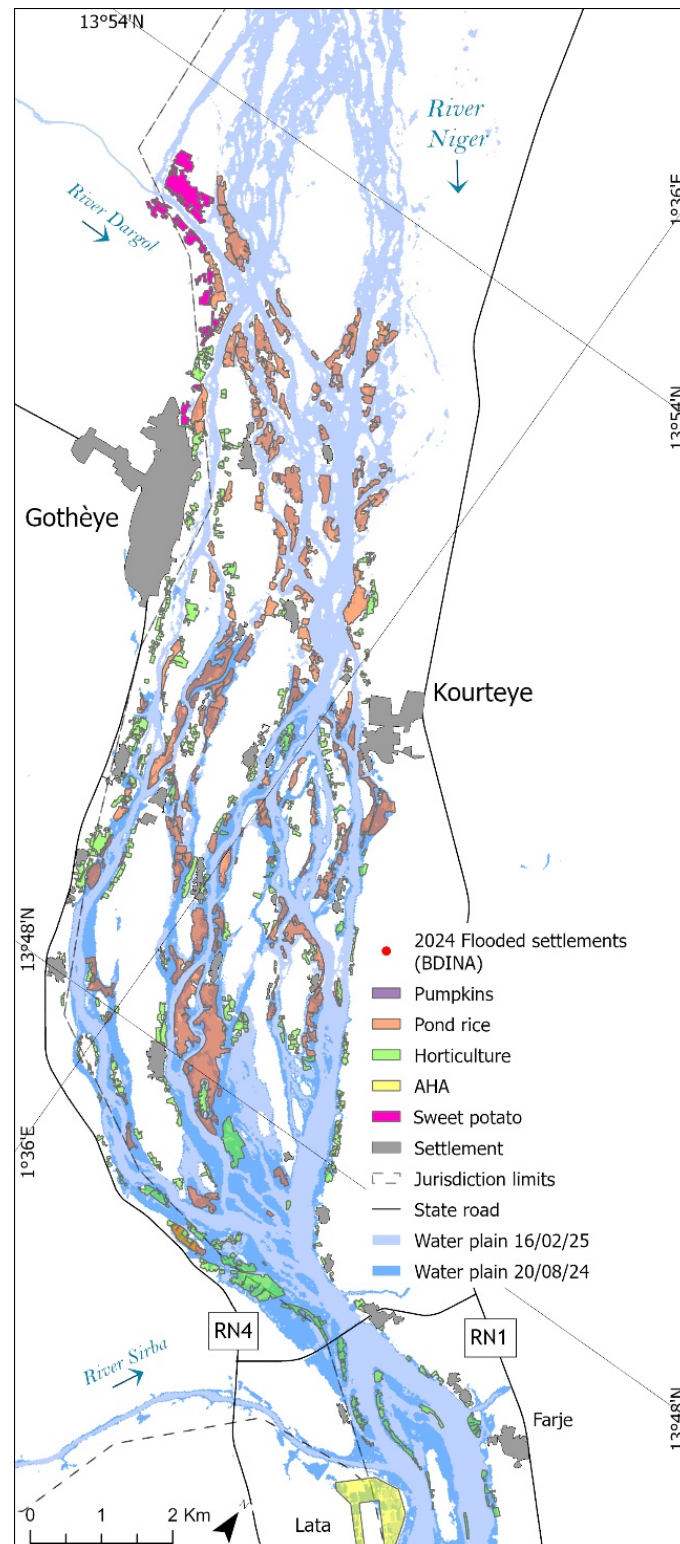 13°54'N
River
Niger
1°36'E
River Dargol
13°54'N
Gothèye
Kourteye
13°48'N
2024 Flooded settlements
(BDINA)
Pumpkins
Pond rice
Horticulture
AHA
Sweet potato
Settlement
Jurisdiction limits
State road
Water plain 16/02/25
Water plain 20/08/24
1°36'E
RN4
RN1
River Sirba
Farje
13°48'N
N
0 1 2 Km
Lata